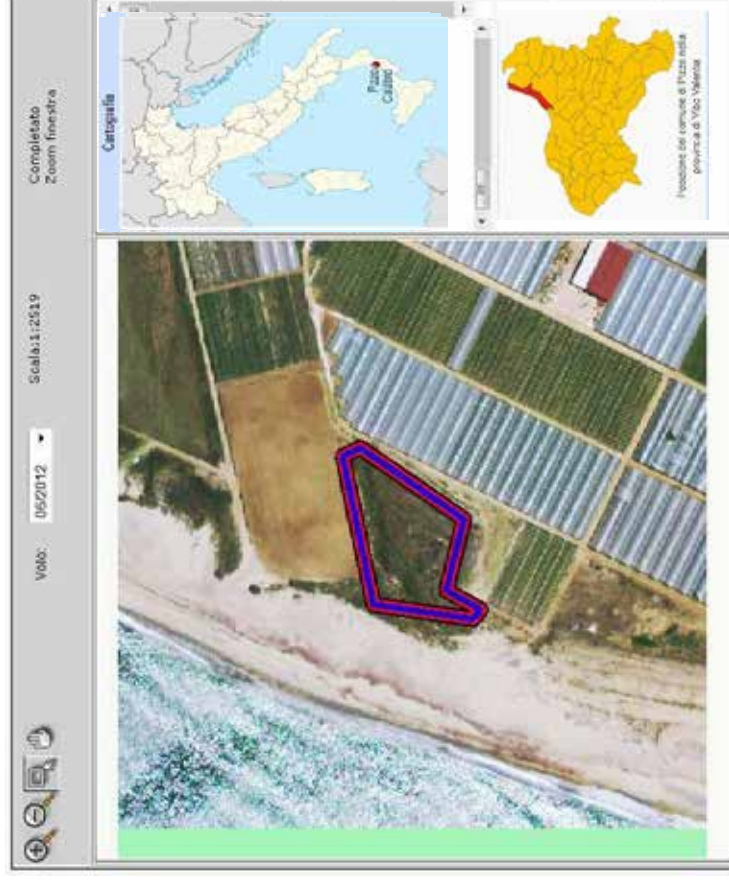 Volo: 06/2012 Scala:1:2519 Completato
Zoom finestra
Cartografia
Pizzo
Calabro
Posizione del comune di Pizzo nella
provincia di Vibo Valentia